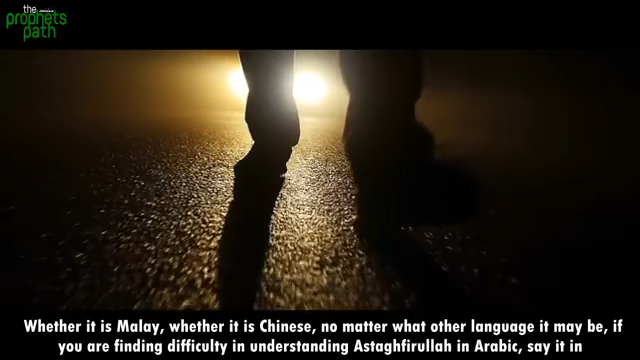 the
prophets
path
Whether it is Malay, whether it is Chinese, no matter what other language it may be, if
you are finding difficulty in understanding Astaghfirullah in Arabic, say it in